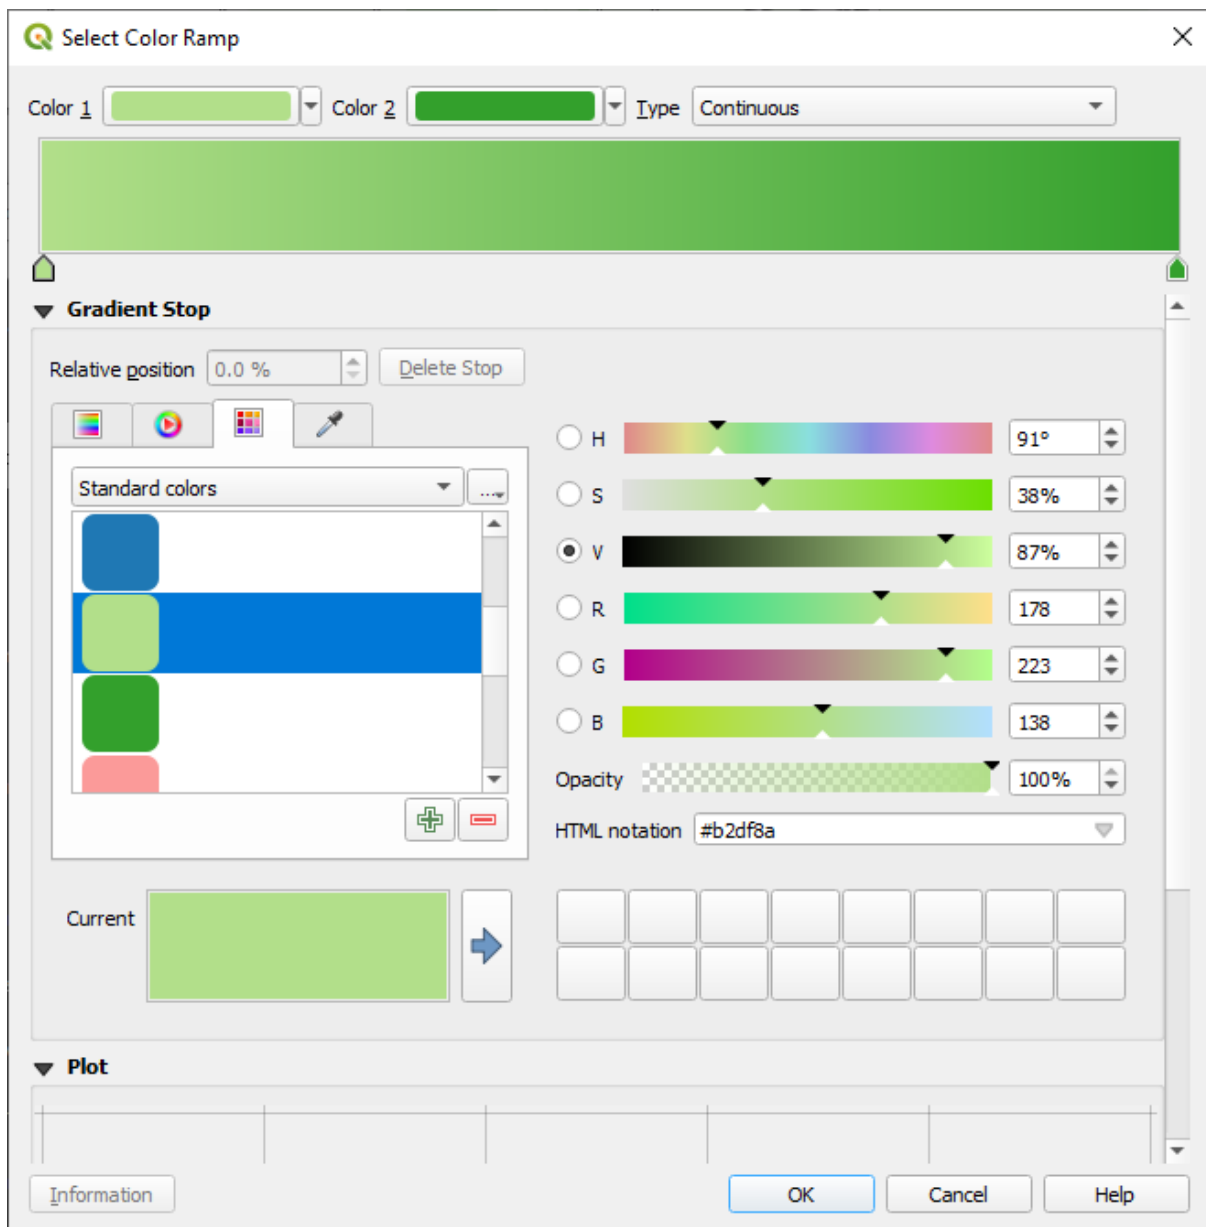 Select Color Ramp
Color 1 Color 2 Type Continuous
Gradient Stop
Relative position 0.0 % Delete Stop
H 91°
Standard colors ...
S 38%
V 87%
R 178
G 223
B 138
Opacity 100%
HTML notation #b2df8a
Current
Plot
Information OK Cancel Help